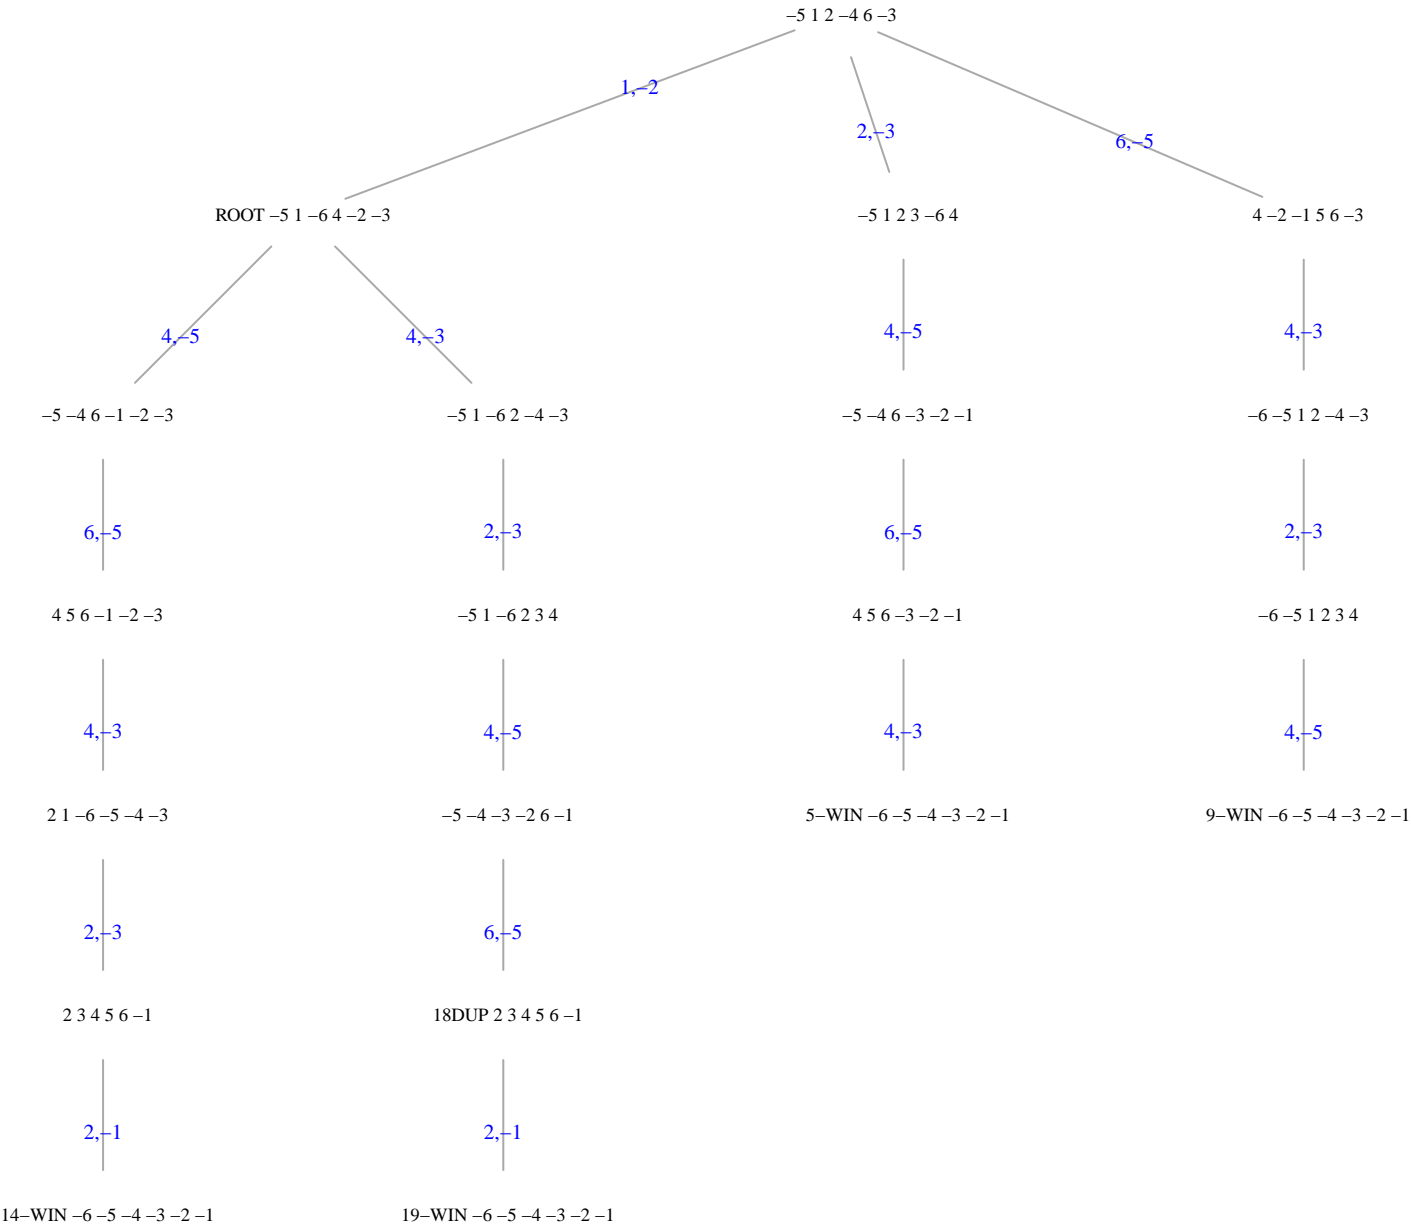 –5 1 2 –4 6 –3
1,–2
2,–3
6,–5
ROOT –5 1 –6 4 –2 –3
–5 1 2 3 –6 4
4 –2 –1 5 6 –3
4,–5
4,–3
4,–5
4,–3
–5 –4 6 –1 –2 –3
–5 1 –6 2 –4 –3
–5 –4 6 –3 –2 –1
–6 –5 1 2 –4 –3
6,–5
2,–3
6,–5
2,–3
4 5 6 –1 –2 –3
–5 1 –6 2 3 4
4 5 6 –3 –2 –1
–6 –5 1 2 3 4
4,–3
4,–5
4,–3
4,–5
2 1 –6 –5 –4 –3
–5 –4 –3 –2 6 –1
5–WIN –6 –5 –4 –3 –2 –1
9–WIN –6 –5 –4 –3 –2 –1
2,–3
6,–5
2 3 4 5 6 –1
18DUP 2 3 4 5 6 –1
2,–1
2,–1
14–WIN –6 –5 –4 –3 –2 –1
19–WIN –6 –5 –4 –3 –2 –1